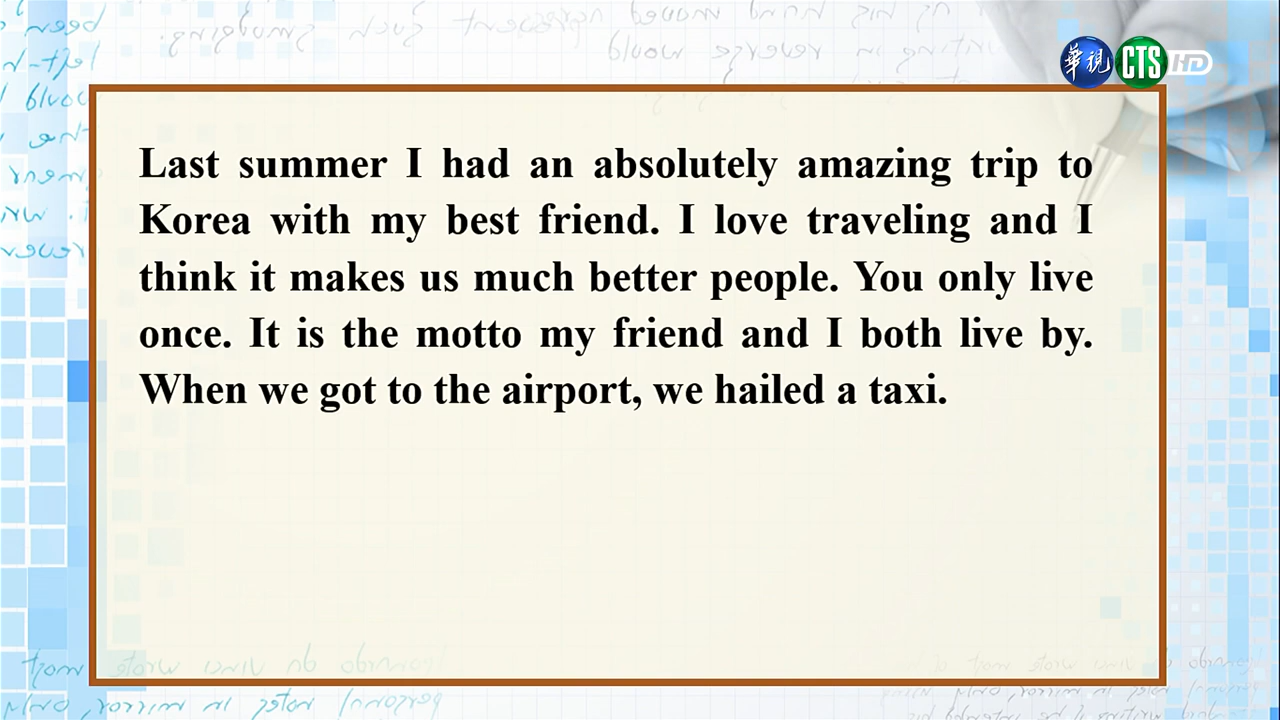 華視 CTS HD
Last summer I had an absolutely amazing trip to
Korea with my best friend. I love traveling and I
think it makes us much better people. You only live
once. It is the motto my friend and I both live by.
When we got to the airport, we hailed a taxi.